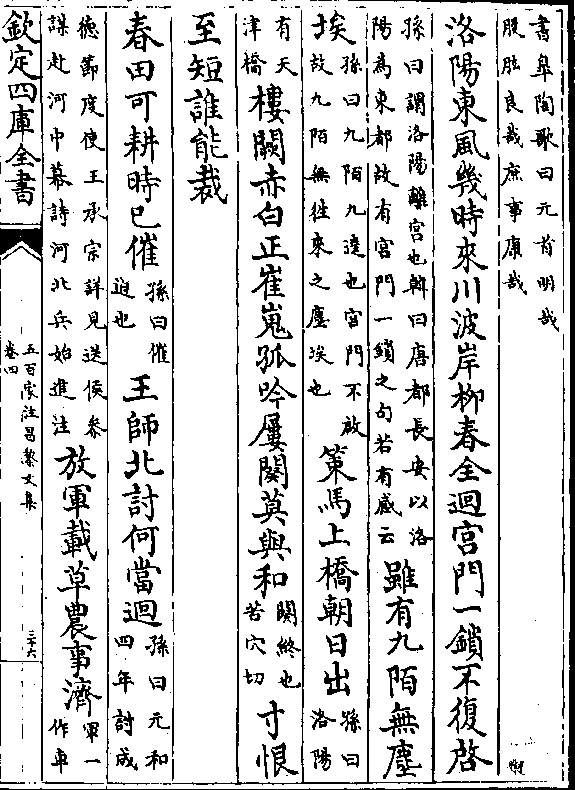 書皐陶歌曰元首明哉
股肱良哉庶事康哉
洛陽東風幾時來川波岸柳春全迴宮門一鎖不復啓
孫曰謂洛陽離宮也韓曰唐都長安以洛
陽爲東都故有宮門一鎖之句若有感云
雖有九陌無塵
埃
孫曰九陌九逵也宮門不啟
故九陌無徃來之塵埃也
策馬上橋朝日出
孫曰
洛陽
有天
津橋
樓闕赤白正崔嵬孤吟屢闋莫與和
闋終也
苦穴切
寸恨
至短誰能裁
春田可耕時已催
孫曰催
迫也
王師北討何當迴
孫曰元和
四年討成
德節度使王承宗詳見送侯參
謀赴河中幕詩河北兵始進注
放軍載草農事濟
軍一
作車
欽定四庫全書
五百家注昌黎文集
卷四
三十六